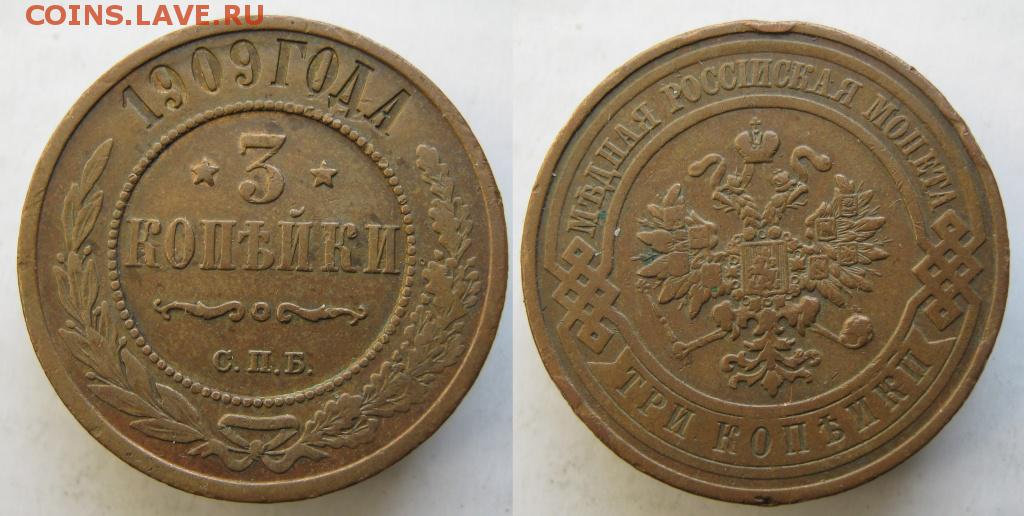 COINS.LAVE.RU
1909 ГОДА
3
КОПѢЙКИ
С.П.Б.
МѢДНАЯ РОССІЙСКАЯ МОНЕТА
ТРИ КОПѢЙКИ